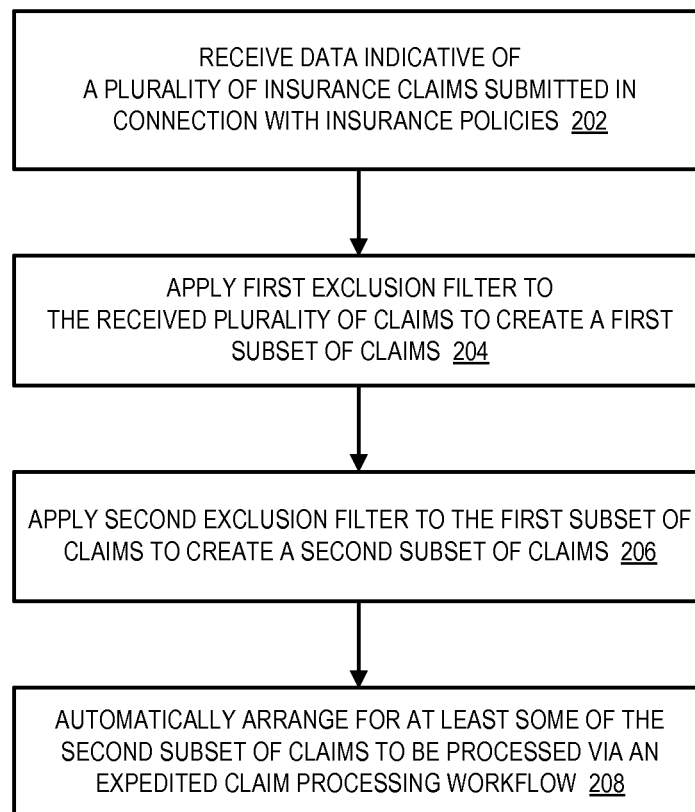 RECEIVE DATA INDICATIVE OF
A PLURALITY OF INSURANCE CLAIMS SUBMITTED IN
CONNECTION WITH INSURANCE POLICIES 202
APPLY FIRST EXCLUSION FILTER TO
THE RECEIVED PLURALITY OF CLAIMS TO CREATE A FIRST
SUBSET OF CLAIMS 204
APPLY SECOND EXCLUSION FILTER TO THE FIRST SUBSET OF
CLAIMS TO CREATE A SECOND SUBSET OF CLAIMS 206
AUTOMATICALLY ARRANGE FOR AT LEAST SOME OF THE
SECOND SUBSET OF CLAIMS TO BE PROCESSED VIA AN
EXPEDITED CLAIM PROCESSING WORKFLOW 208